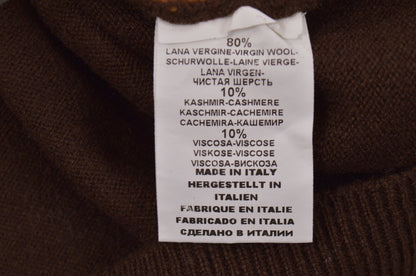 80%
LANA VERGINE-VIRGIN WOOL-
SCHURWOLLE-LAINE VIERGE-
LANA VIRGEN-
ЧИСТАЯ ШЕРСТЬ
10%
KASHMIR-CASHMERE
KASCHMIR-CACHEMIRE
CACHEMIRA-КАШЕМИР
10%
VISCOSA-VISCOSE
VISKOSE-VISCOSE
VISCOSA-ВИСКОЗА
MADE IN ITALY
HERGESTELLT IN
ITALIEN
FABRIQUE EN ITALIE
FABRICADO EN ITALIA
СДЕЛАНО В ИТАЛИИ